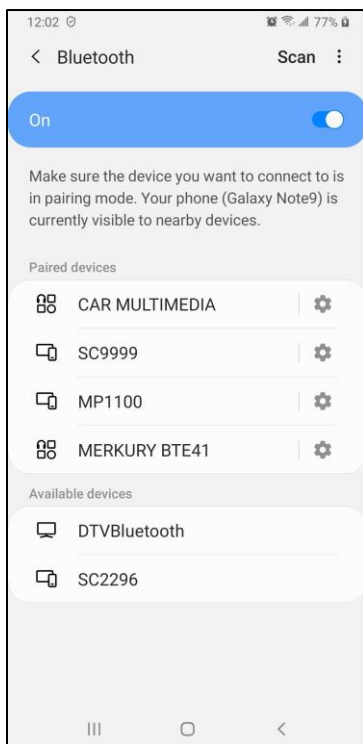 12:02 77%
Bluetooth Scan
On
Make sure the device you want to connect to is
in pairing mode. Your phone (Galaxy Note9) is
currently visible to nearby devices.
Paired devices
CAR MULTIMEDIA
SC9999
MP1100
MERKURY BTE41
Available devices
DTVBluetooth
SC2296